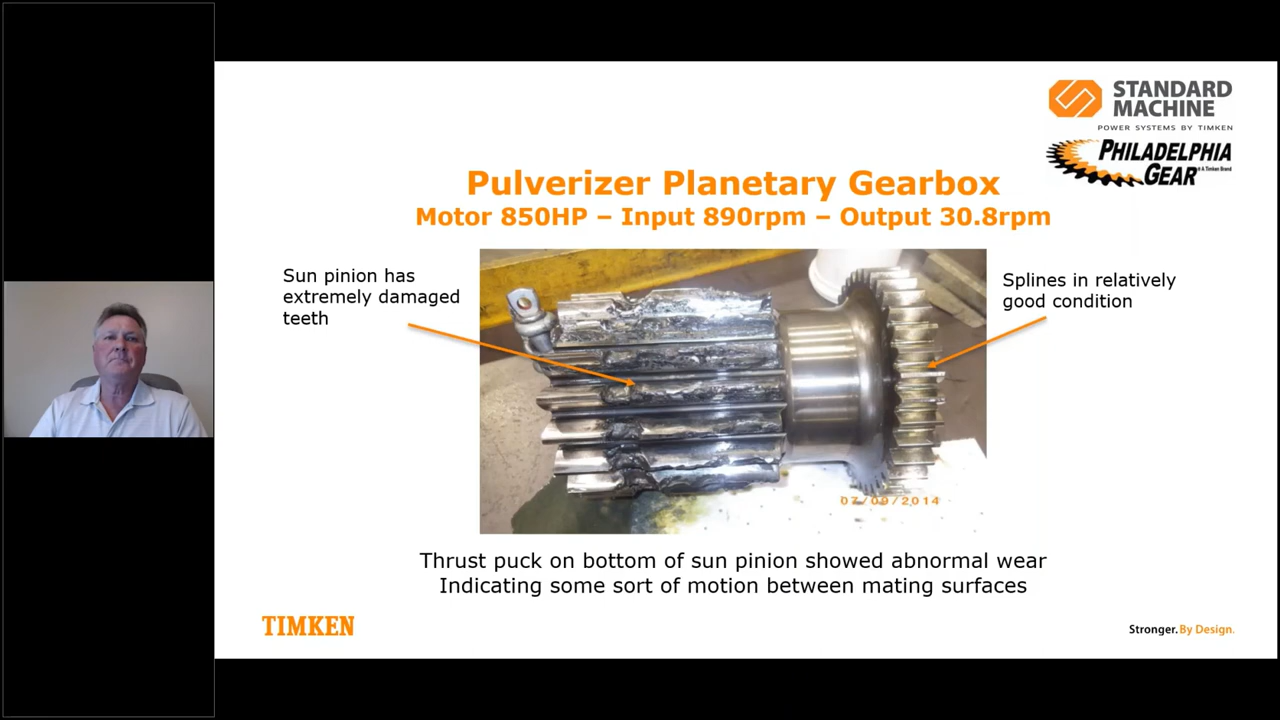 STANDARD
MACHINE
POWER SYSTEMS BY TIMKEN
PHILADELPHIA
GEAR
A Timken Brand
Pulverizer Planetary Gearbox
Motor 850HP – Input 890rpm – Output 30.8rpm
Sun pinion has
extremely damaged
teeth
Splines in relatively
good condition
07/09/2014
Thrust puck on bottom of sun pinion showed abnormal wear
Indicating some sort of motion between mating surfaces
TIMKEN
Stronger. By Design.